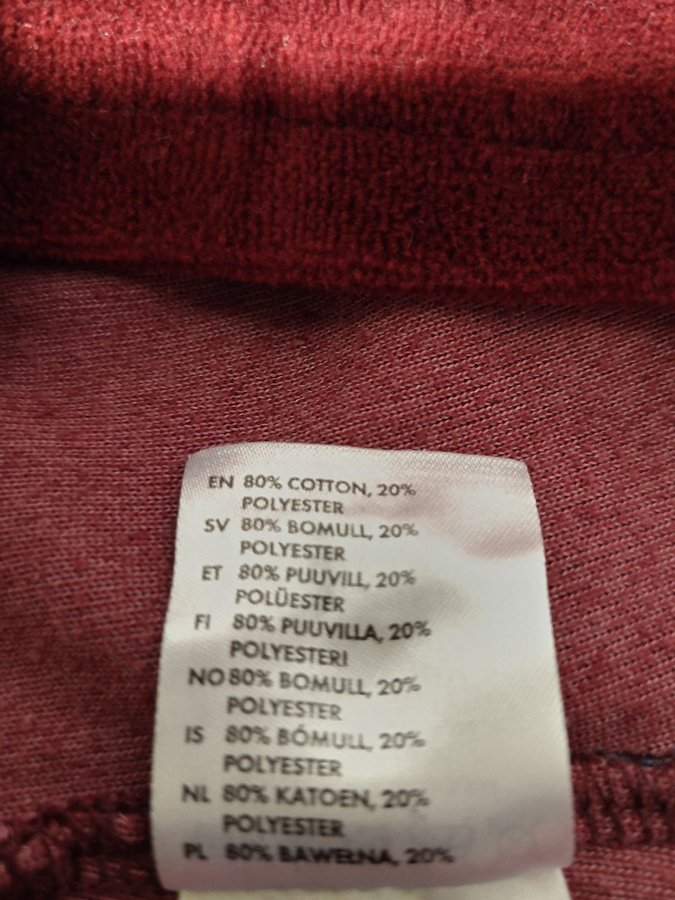 EN 80% COTTON, 20%
POLYESTER
SV 80% BOMULL, 20%
POLYESTER
ET 80% PUUVILL, 20%
POLÜESTER
FI 80% PUUVILLA, 20%
POLYESTERI
NO 80% BOMULL, 20%
POLYESTER
IS 80% BÓMULL, 20%
POLYESTER
NL 80% KATOEN, 20%
POLYESTER
PL 80% BAWEŁNA, 20%